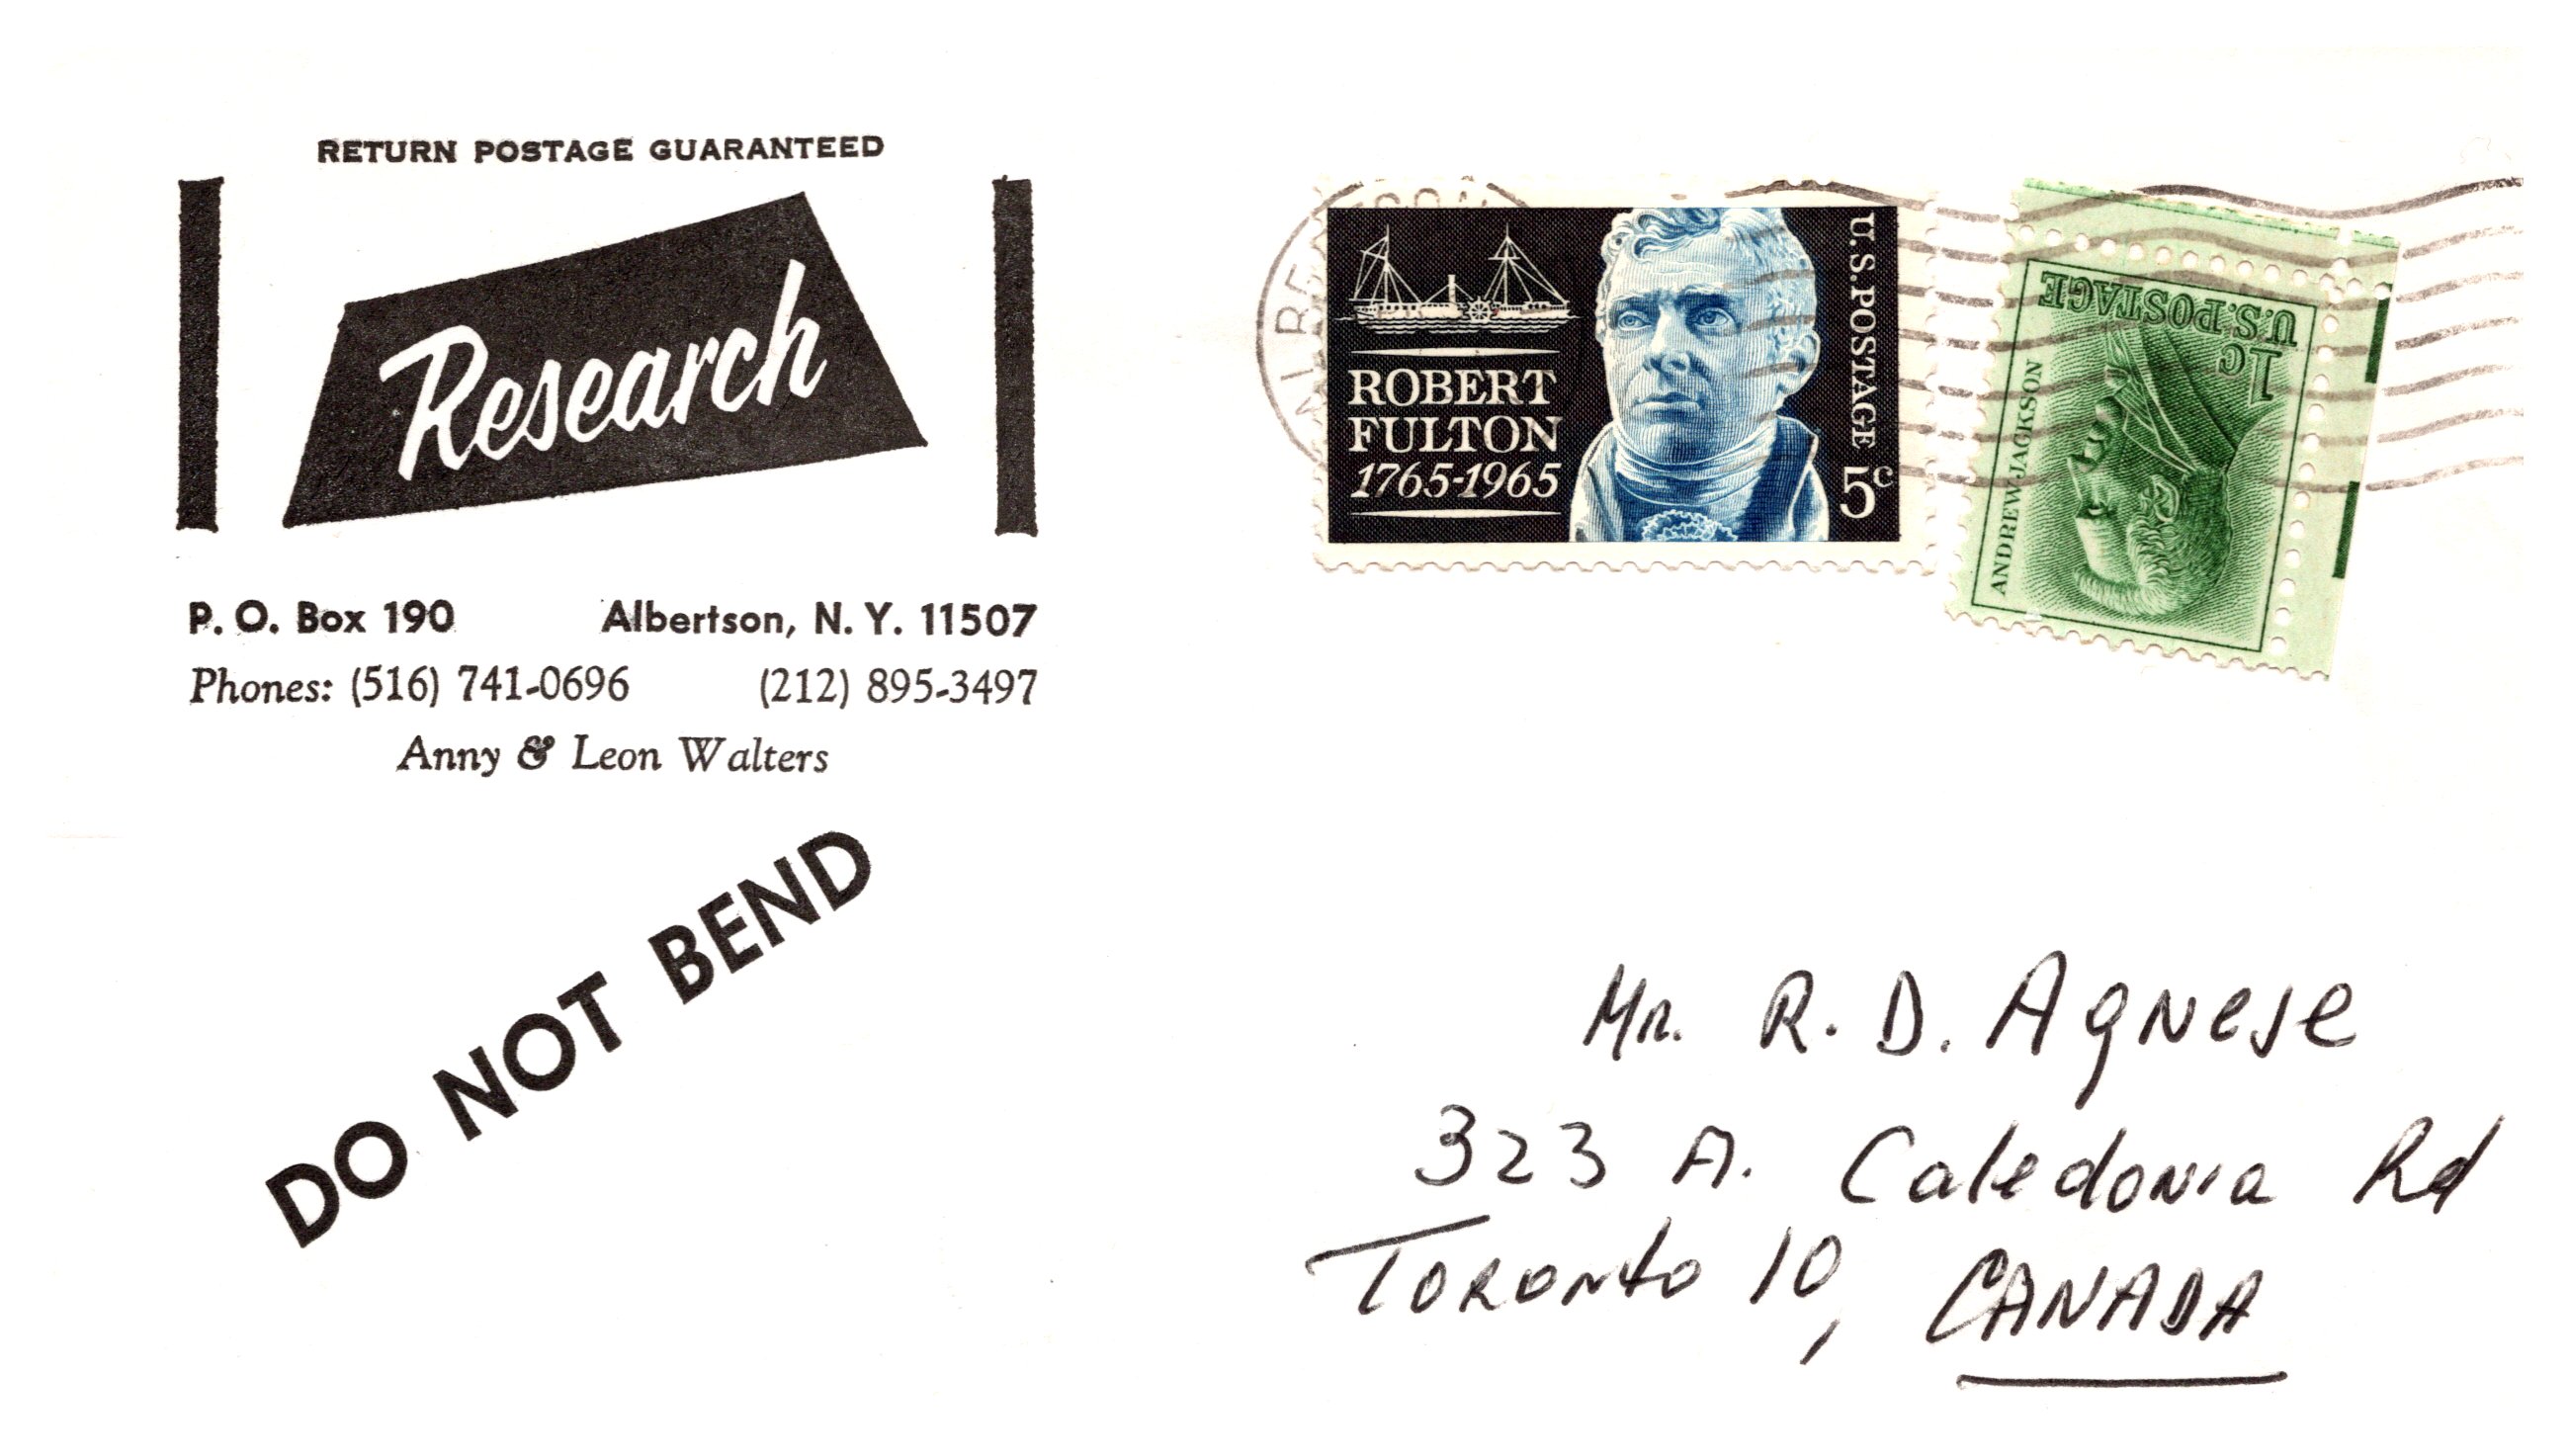 RETURN POSTAGE GUARANTEED
Research
P. O. Box 190 Albertson, N. Y. 11507
Phones: (516) 741-0696 (212) 895-3497
Anny & Leon Walters
DO NOT BEND
ROBERT
FULTON
1765-1965
U.S. POSTAGE
5c
U.S. POSTAGE
1c
ANDREW JACKSON
Mr. R. D. Agnese
323 A. Caledonia Rd
Toronto 10, CANADA